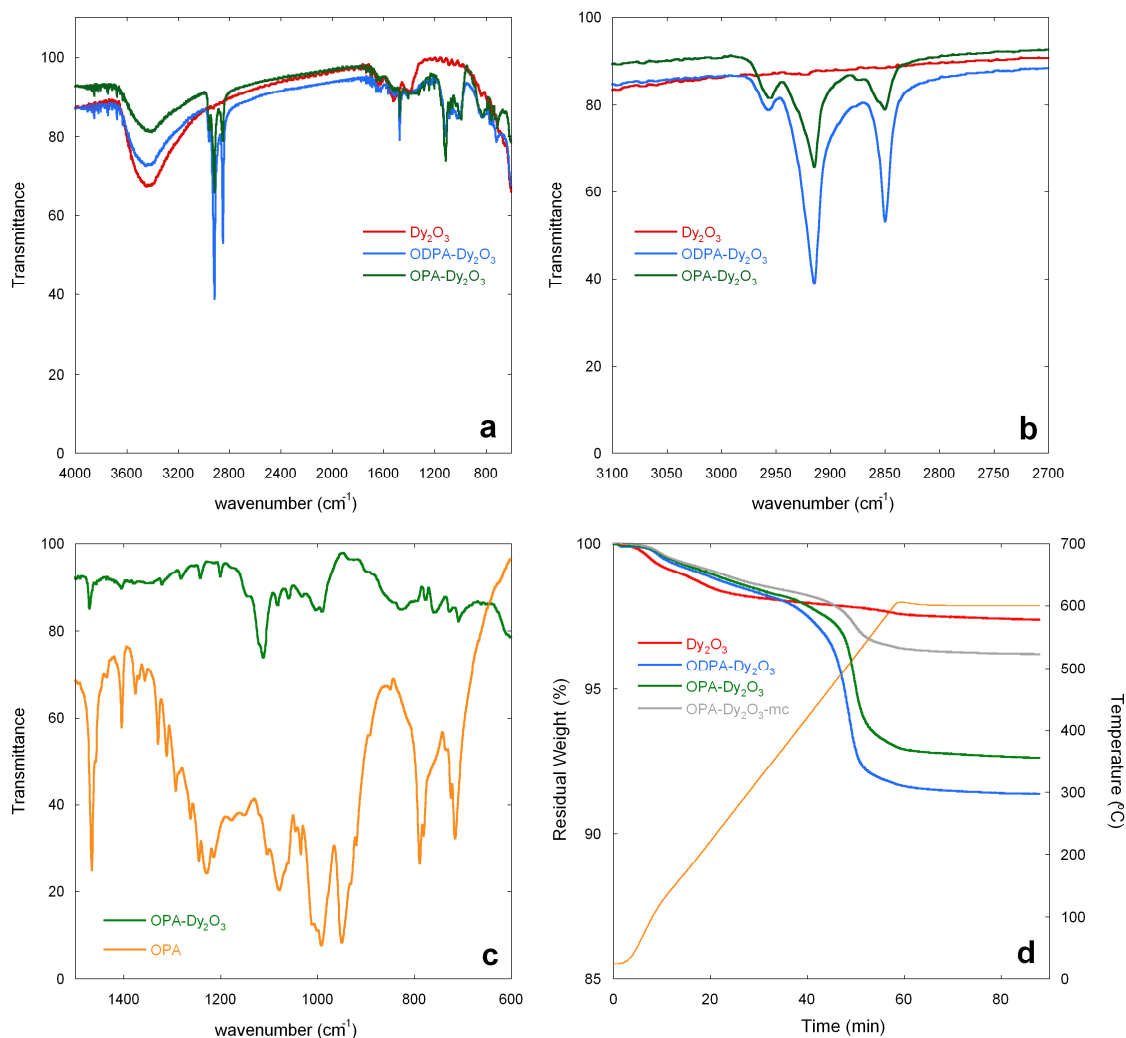 100
80
60
40
20
0
Transmittance
Dy₂O₃
ODPA-Dy₂O₃
OPA-Dy₂O₃
a
4000 3600 3200 2800 2400 2000 1600 1200 800
wavenumber (cm⁻¹)
100
80
60
40
20
0
Transmittance
Dy₂O₃
ODPA-Dy₂O₃
OPA-Dy₂O₃
b
3100 3050 3000 2950 2900 2850 2800 2750 2700
wavenumber (cm⁻¹)
100
80
60
40
20
0
Transmittance
OPA-Dy₂O₃
OPA
c
1400 1200 1000 800 600
wavenumber (cm⁻¹)
100
95
90
85
Residual Weight (%)
Dy₂O₃
ODPA-Dy₂O₃
OPA-Dy₂O₃
OPA-Dy₂O₃-mc
d
700
600
500
400
300
200
100
0
Temperature (ºC)
0 20 40 60 80
Time (min)